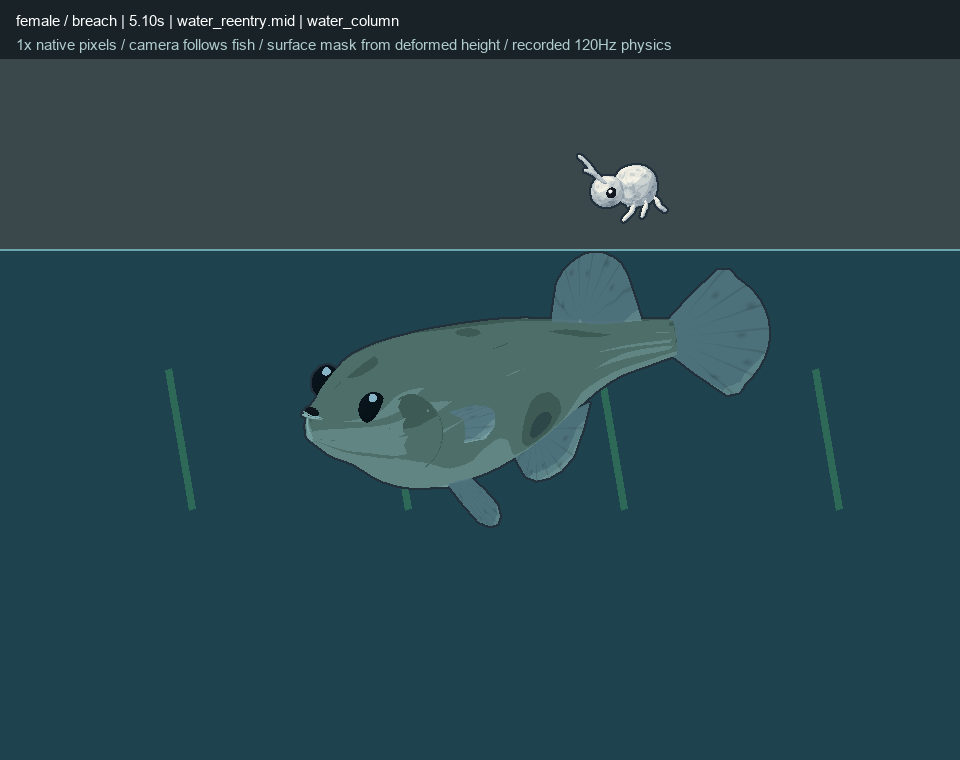 female / breach | 5.10s | water_reentry.mid | water_column
1x native pixels / camera follows fish / surface mask from deformed height / recorded 120Hz physics